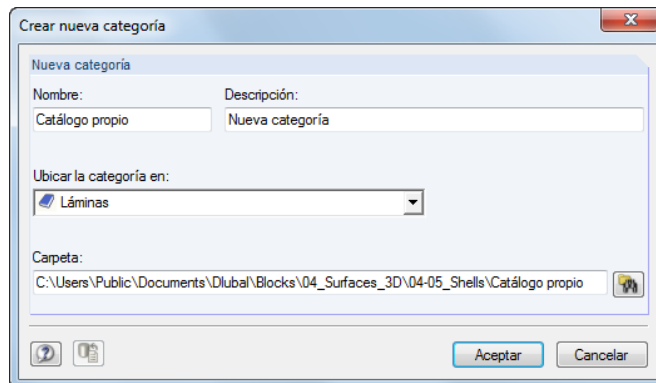 Crear nueva categoría
Nueva categoría
Nombre: Descripción:
Catálogo propio Nueva categoría
Ubicar la categoría en:
Láminas
Carpeta:
C:\Users\Public\Documents\Dlubal\Blocks\04_Surfaces_3D\04-05_Shells\Catálogo propio
Aceptar Cancelar